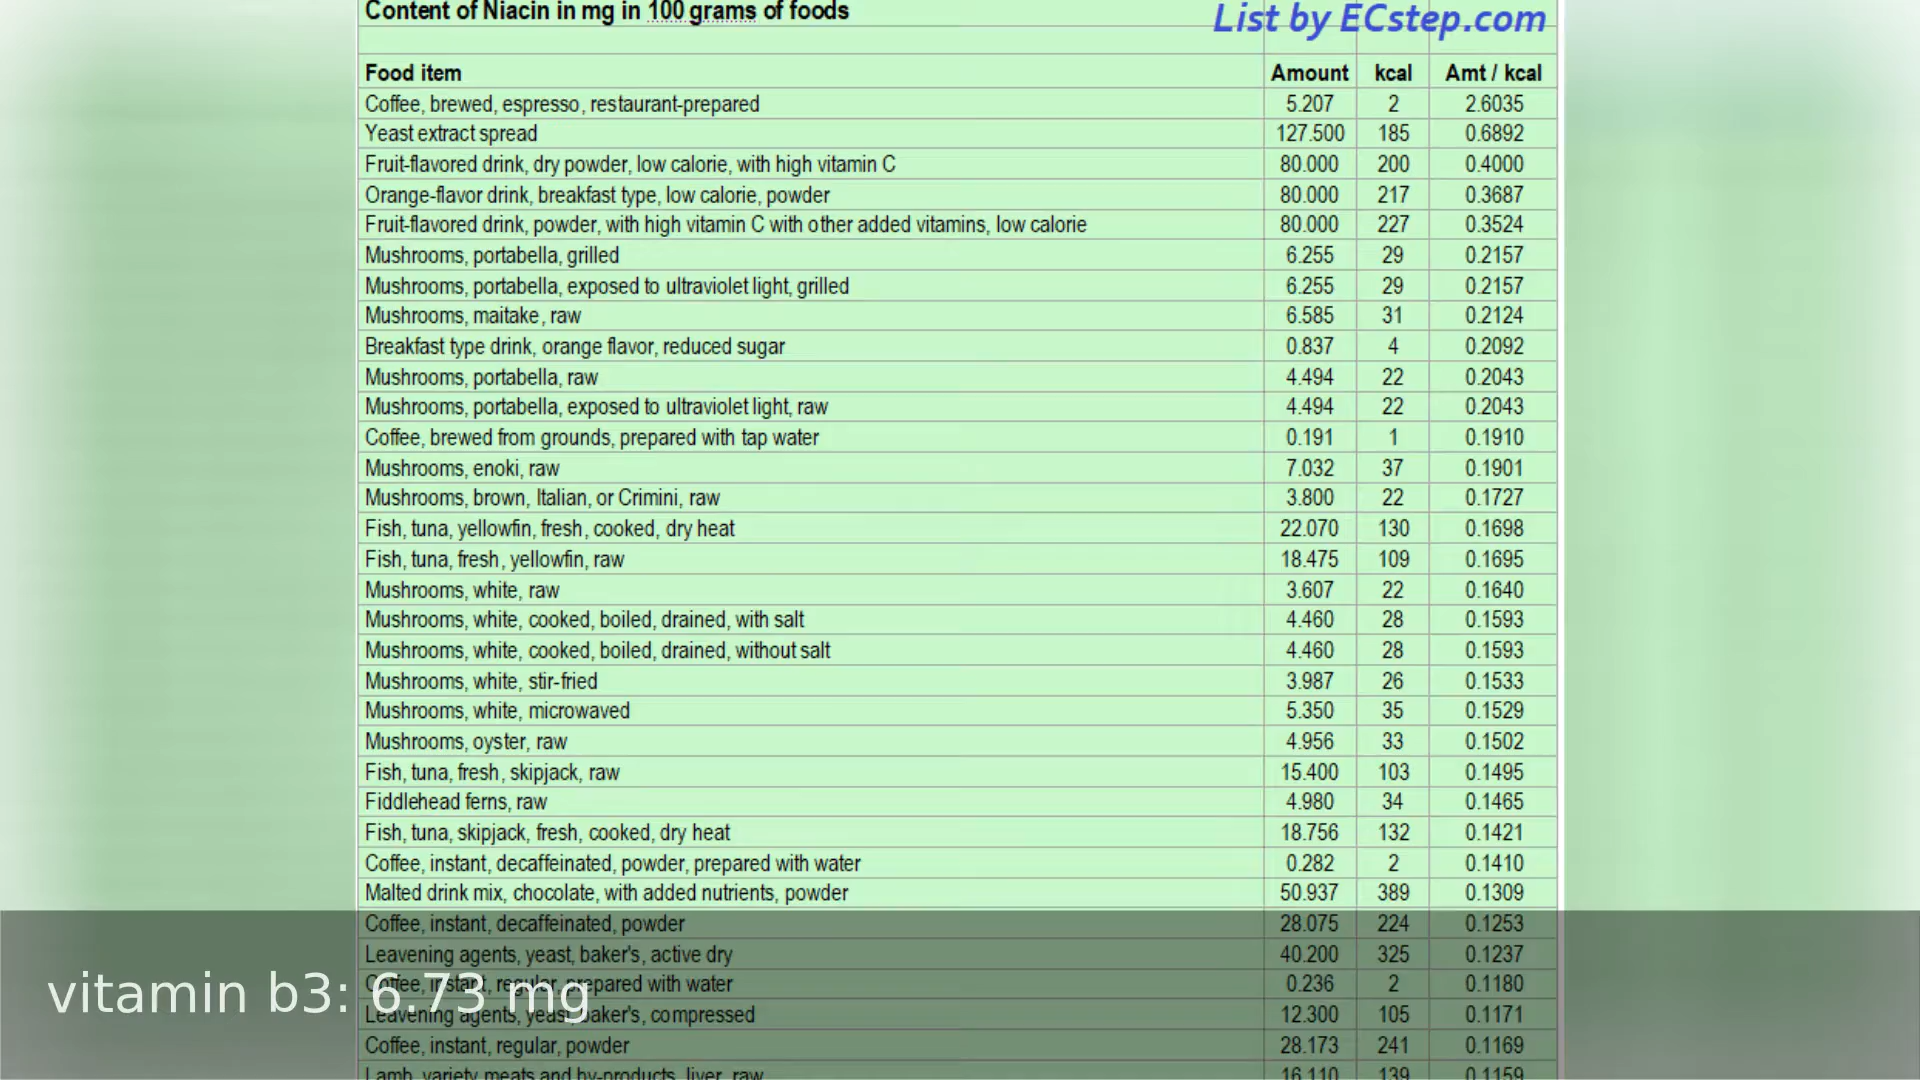 Content of Niacin in mg in 100 grams of foods
List by ECstep.com
Food item Amount kcal Amt / kcal
Coffee, brewed, espresso, restaurant-prepared 5.207 2 2.6035
Yeast extract spread 127.500 185 0.6892
Fruit-flavored drink, dry powder, low calorie, with high vitamin C 80.000 200 0.4000
Orange-flavor drink, breakfast type, low calorie, powder 80.000 217 0.3687
Fruit-flavored drink, powder, with high vitamin C with other added vitamins, low calorie 80.000 227 0.3524
Mushrooms, portabella, grilled 6.255 29 0.2157
Mushrooms, portabella, exposed to ultraviolet light, grilled 6.255 29 0.2157
Mushrooms, maitake, raw 6.585 31 0.2124
Breakfast type drink, orange flavor, reduced sugar 0.837 4 0.2092
Mushrooms, portabella, raw 4.494 22 0.2043
Mushrooms, portabella, exposed to ultraviolet light, raw 4.494 22 0.2043
Coffee, brewed from grounds, prepared with tap water 0.191 1 0.1910
Mushrooms, enoki, raw 7.032 37 0.1901
Mushrooms, brown, Italian, or Crimini, raw 3.800 22 0.1727
Fish, tuna, yellowfin, fresh, cooked, dry heat 22.070 130 0.1698
Fish, tuna, fresh, yellowfin, raw 18.475 109 0.1695
Mushrooms, white, raw 3.607 22 0.1640
Mushrooms, white, cooked, boiled, drained, with salt 4.460 28 0.1593
Mushrooms, white, cooked, boiled, drained, without salt 4.460 28 0.1593
Mushrooms, white, stir-fried 3.987 26 0.1533
Mushrooms, white, microwaved 5.350 35 0.1529
Mushrooms, oyster, raw 4.956 33 0.1502
Fish, tuna, fresh, skipjack, raw 15.400 103 0.1495
Fiddlehead ferns, raw 4.980 34 0.1465
Fish, tuna, skipjack, fresh, cooked, dry heat 18.756 132 0.1421
Coffee, instant, decaffeinated, powder, prepared with water 0.282 2 0.1410
Malted drink mix, chocolate, with added nutrients, powder 50.937 389 0.1309
Coffee, instant, decaffeinated, powder 28.075 224 0.1253
Leavening agents, yeast, baker's, active dry 40.200 325 0.1237
Coffee, instant, regular, prepared with water 0.236 2 0.1180
vitamin b3: 6.73 mg
Leavening agents, yeast, baker's, compressed 12.300 105 0.1171
Coffee, instant, regular, powder 28.173 241 0.1169
Lamb, variety meats and by-products, liver, raw 16.110 139 0.1159